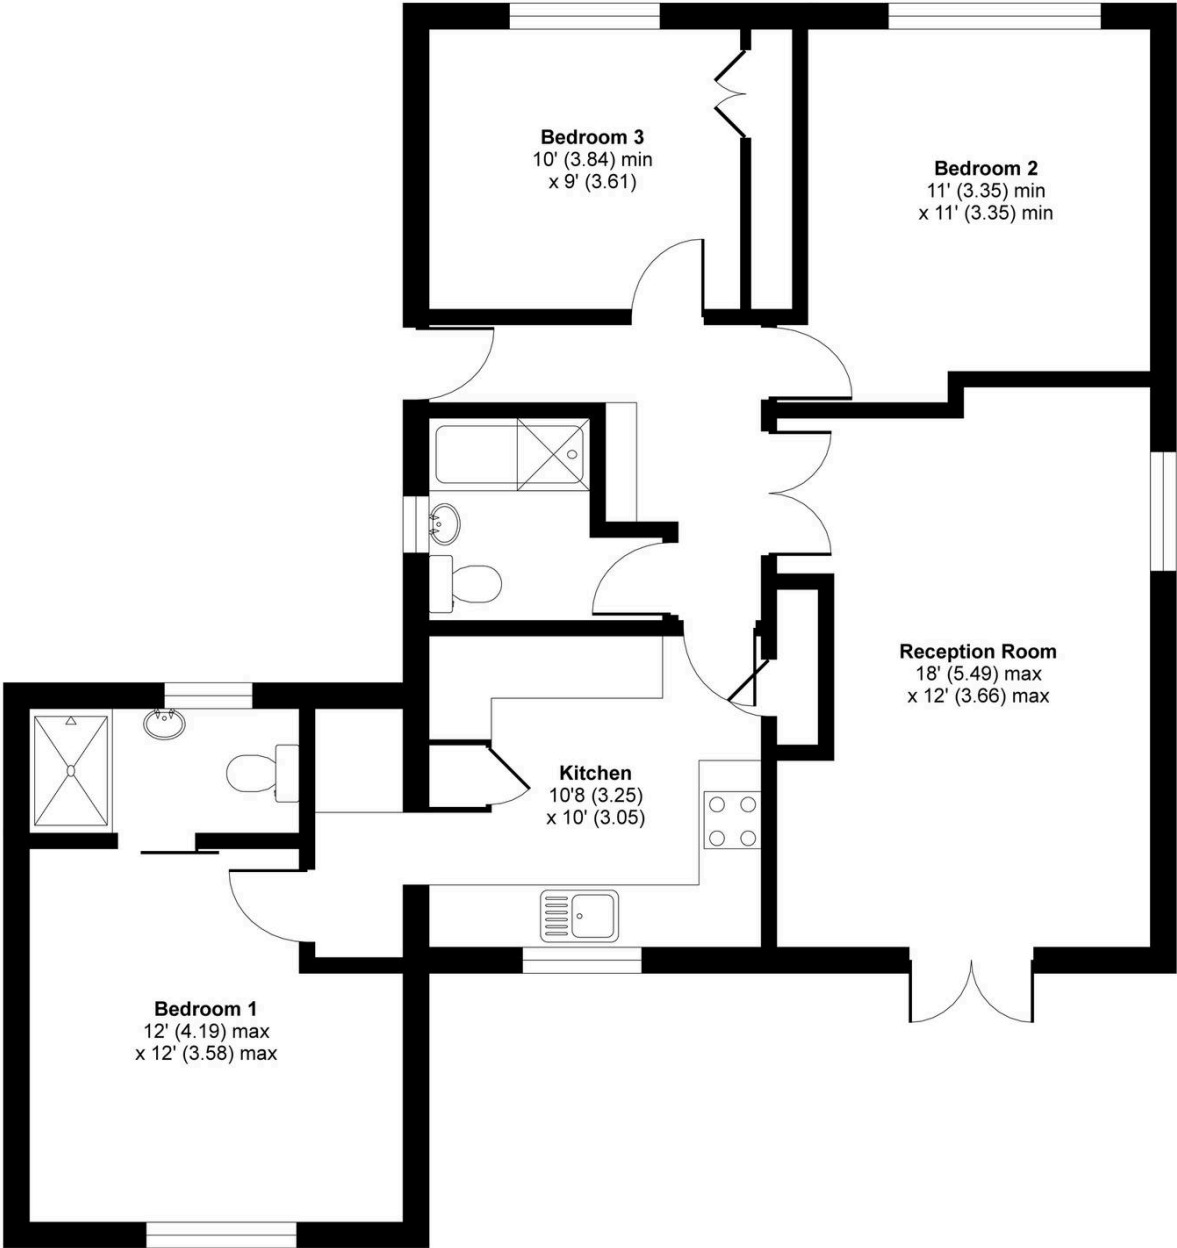 Bedroom 3
10' (3.84) min
x 9' (3.61)
Bedroom 2
11' (3.35) min
x 11' (3.35) min
Reception Room
18' (5.49) max
x 12' (3.66) max
Kitchen
10'8 (3.25)
x 10' (3.05)
Bedroom 1
12' (4.19) max
x 12' (3.58) max